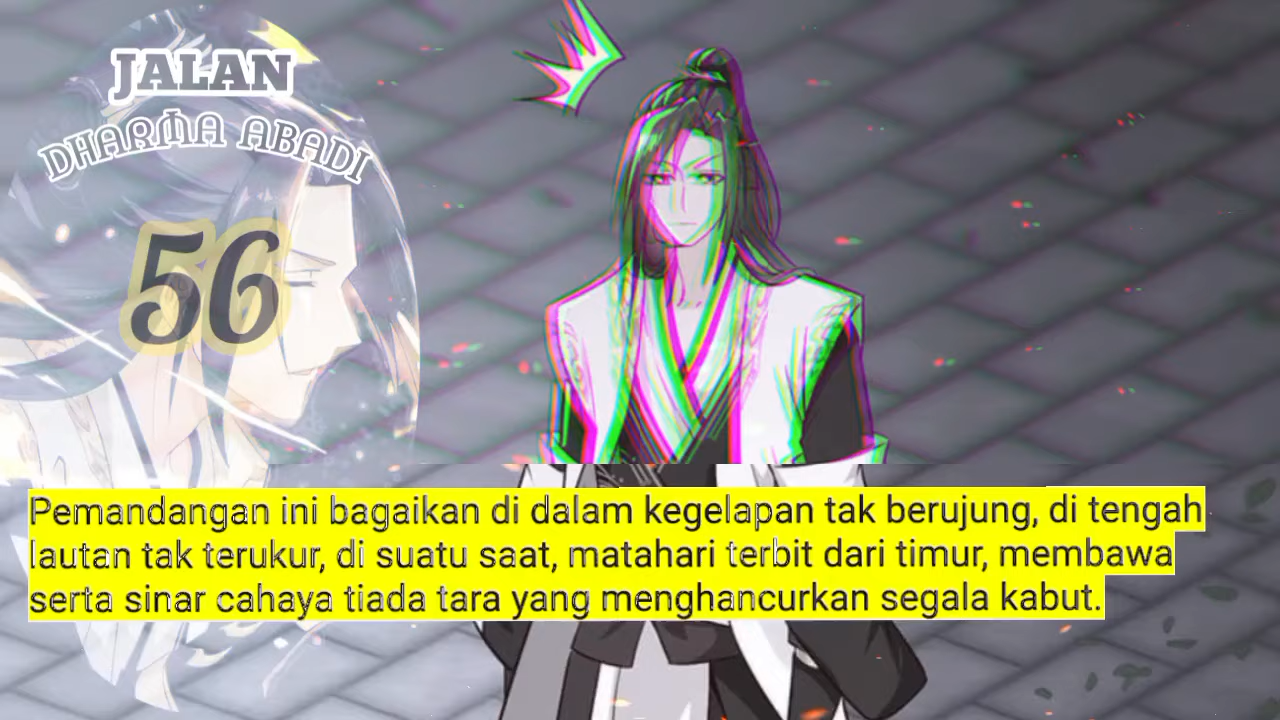 JALAN
DHARMA ABADI
56
Pemandangan ini bagaikan di dalam kegelapan tak berujung, di tengah
lautan tak terukur, di suatu saat, matahari terbit dari timur, membawa
serta sinar cahaya tiada tara yang menghancurkan segala kabut.